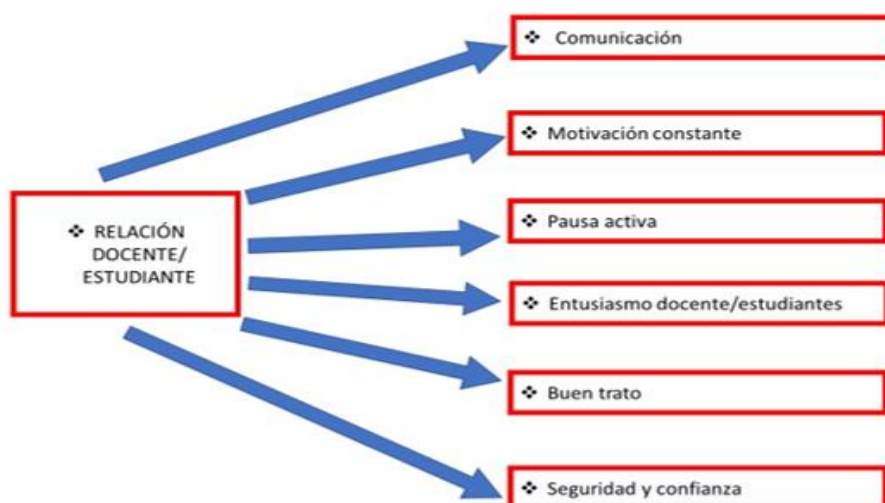 ❖ Comunicación
❖ Motivación constante
❖ RELACIÓN
DOCENTE/
ESTUDIANTE
❖ Pausa activa
❖ Entusiasmo docente/estudiantes
❖ Buen trato
❖ Seguridad y confianza